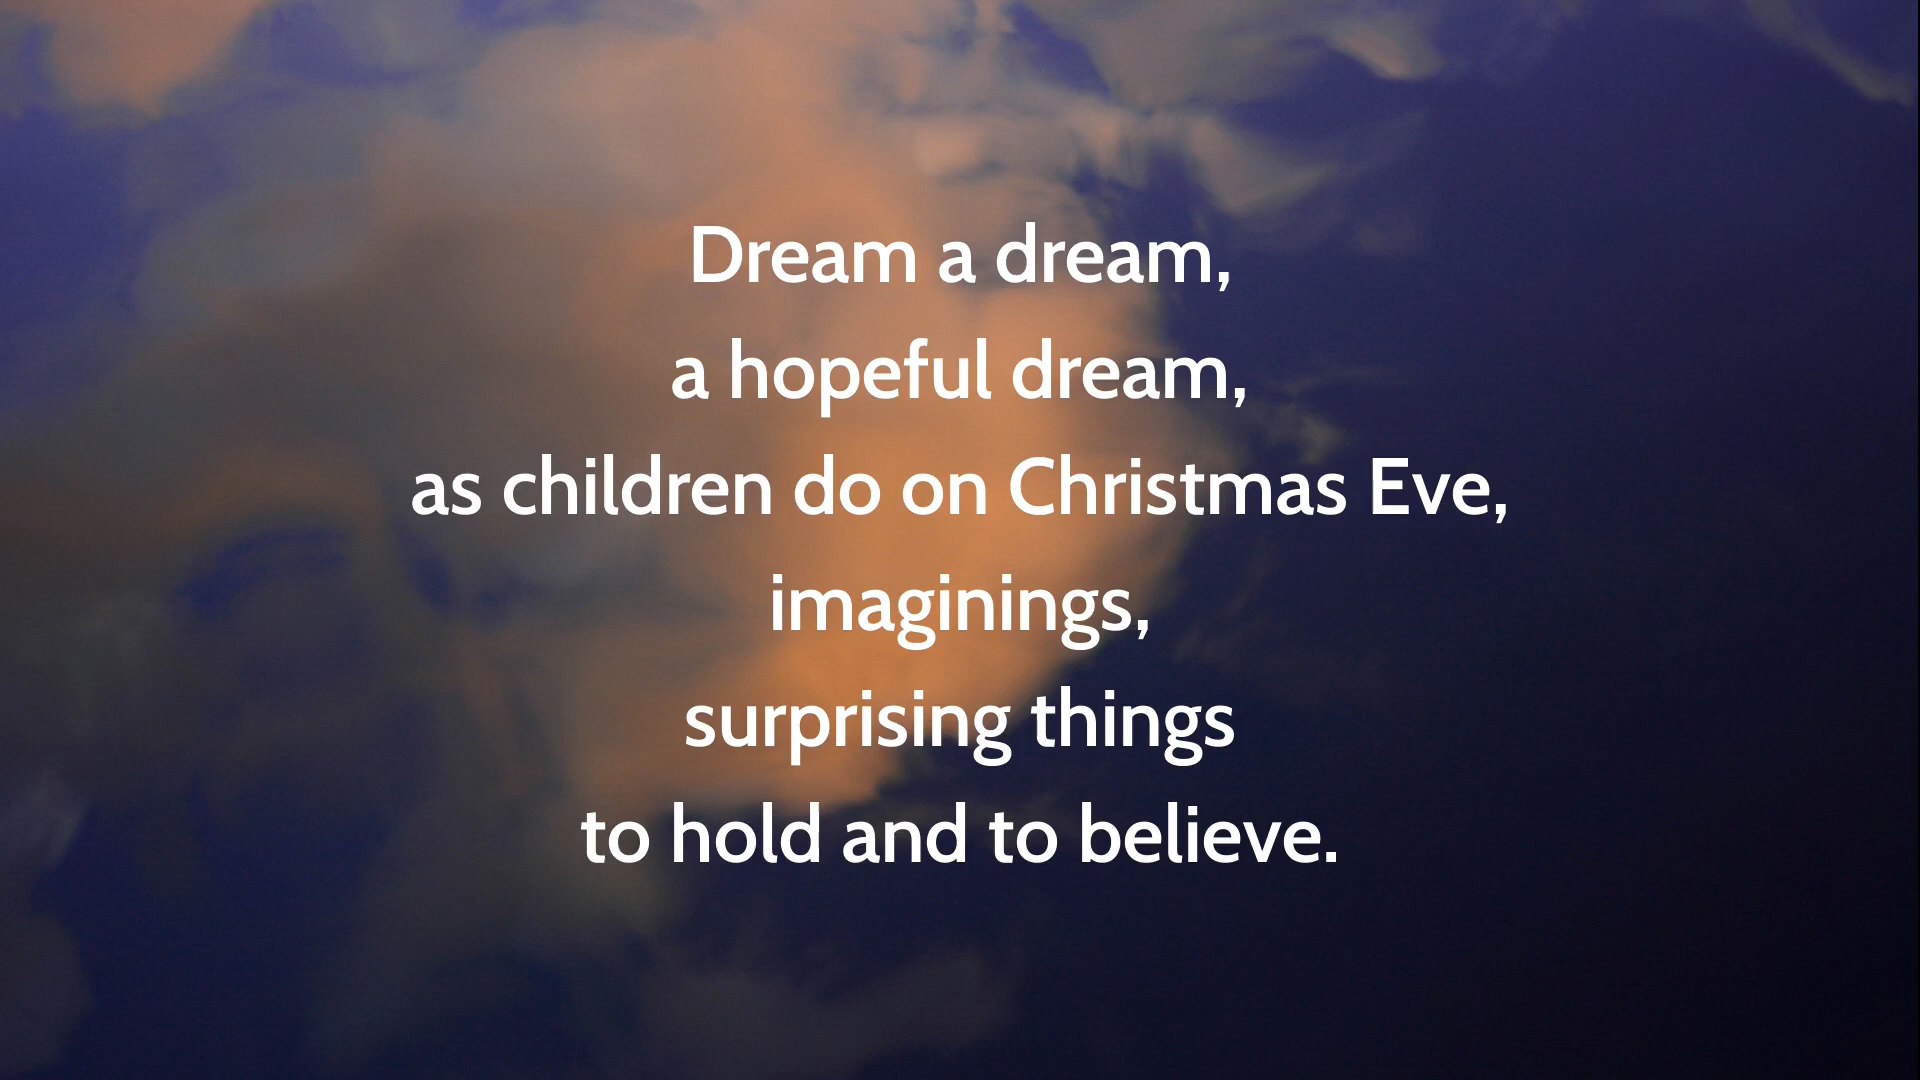 Dream a dream,
a hopeful dream,
as children do on Christmas Eve,
imaginings,
surprising things
to hold and to believe.